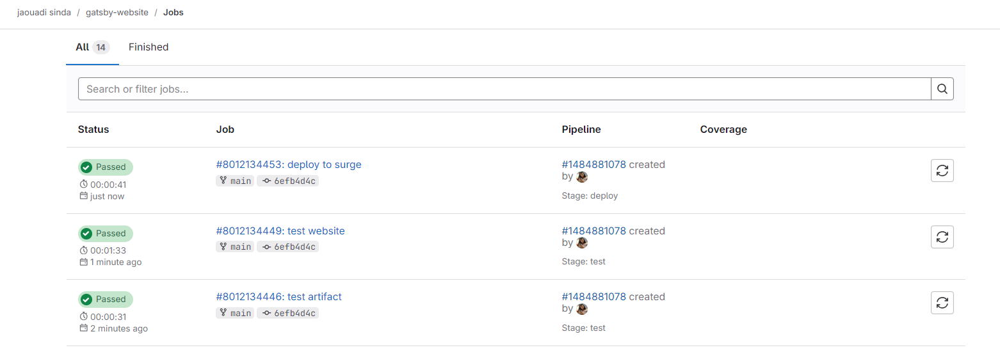 jaouadi sinda / gatsby-website / Jobs
All 14 Finished
Search or filter jobs...
Status Job Pipeline Coverage
Passed #8012134453: deploy to surge #1484881078 created
00:00:41 main 6efb4d4c by
just now Stage: deploy
Passed #8012134449: test website #1484881078 created
00:01:33 main 6efb4d4c by
1 minute ago Stage: test
Passed #8012134446: test artifact #1484881078 created
00:00:31 main 6efb4d4c by
2 minutes ago Stage: test